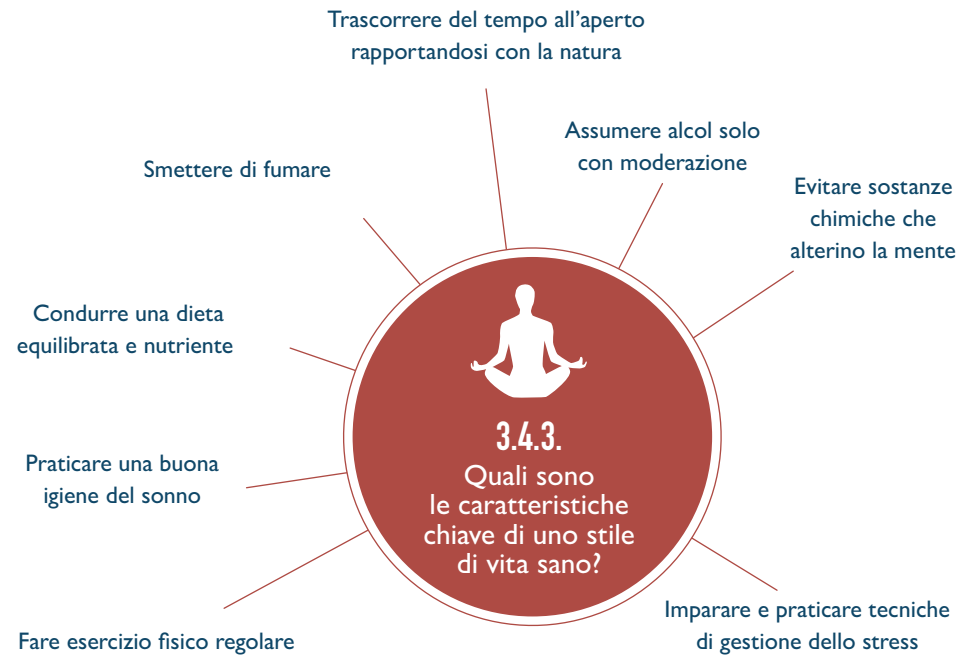 Trascorrere del tempo all'aperto
rapportandosi con la natura
Assumere alcol solo
con moderazione
Smettere di fumare
Evitare sostanze
chimiche che
alterino la mente
Condurre una dieta
equilibrata e nutriente
3.4.3.
Quali sono
le caratteristiche
chiave di uno stile
di vita sano?
Praticare una buona
igiene del sonno
Fare esercizio fisico regolare
Imparare e praticare tecniche
di gestione dello stress